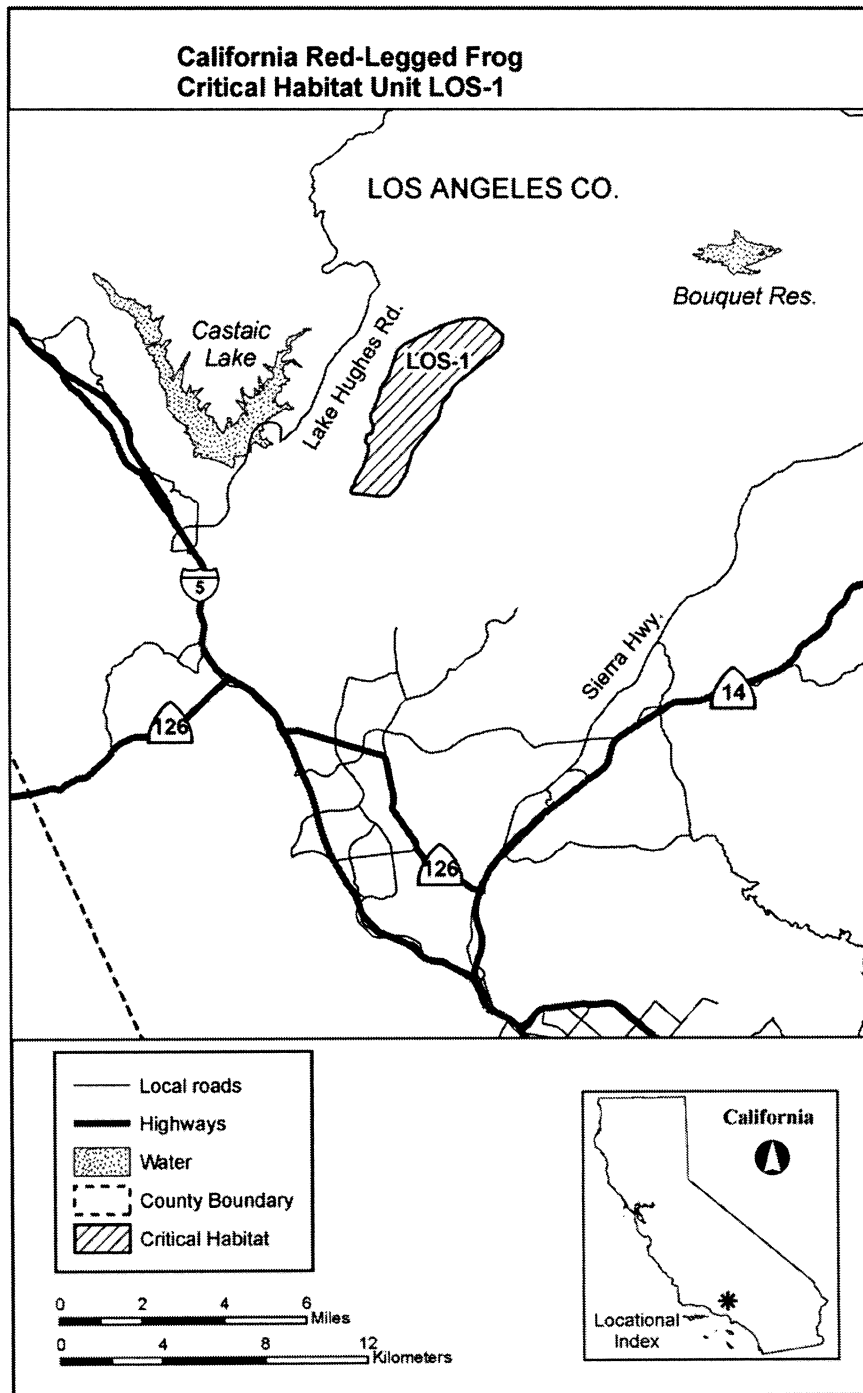 California Red-Legged Frog
Critical Habitat Unit LOS-1
LOS ANGELES CO.
Bouquet Res.
Castaic
Lake
Lake Hughes Rd.
LOS-1
5
Sierra Hwy.
14
126
126
Local roads
Highways
Water
County Boundary
Critical Habitat
0 2 4 6
Miles
0 4 8 12
Kilometers
California
Locational
Index